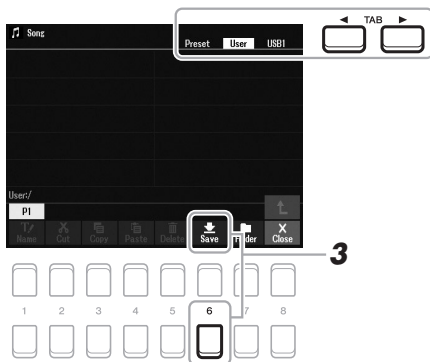 Song
Preset User USB1
TAB
User:/
P1
Name Cut Copy Paste Delete Save Folder Close
3
1 2 3 4 5 6 7 8